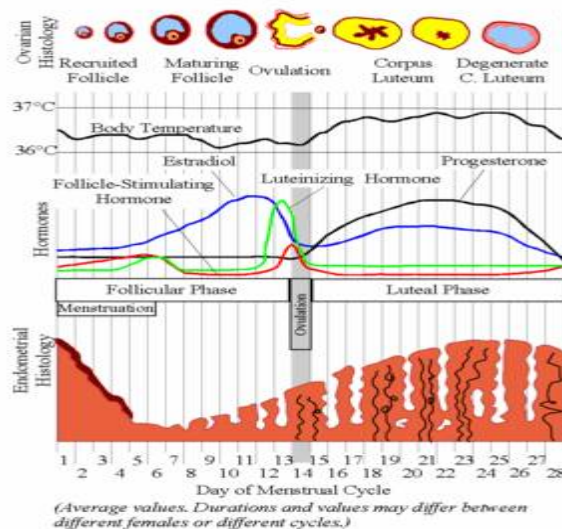 Ovarian
Histology
Recruited
Follicle
Maturing
Follicle
Ovulation
Corpus
Luteum
Degenerate
C. Luteum
37°C
Body Temperature
36°C
Estradiol
Progesterone
Luteinizing Hormone
Follicle-Stimulating
Hormone
Hormones
Follicular Phase
Ovulation
Luteal Phase
Menstruation
Endometrial
Histology
1 3 5 7 9 11 13 15 17 19 21 23 25 27
2 4 6 8 10 12 14 16 18 20 22 24 26 28
Day of Menstrual Cycle
(Average values. Durations and values may differ between
different females or different cycles.)